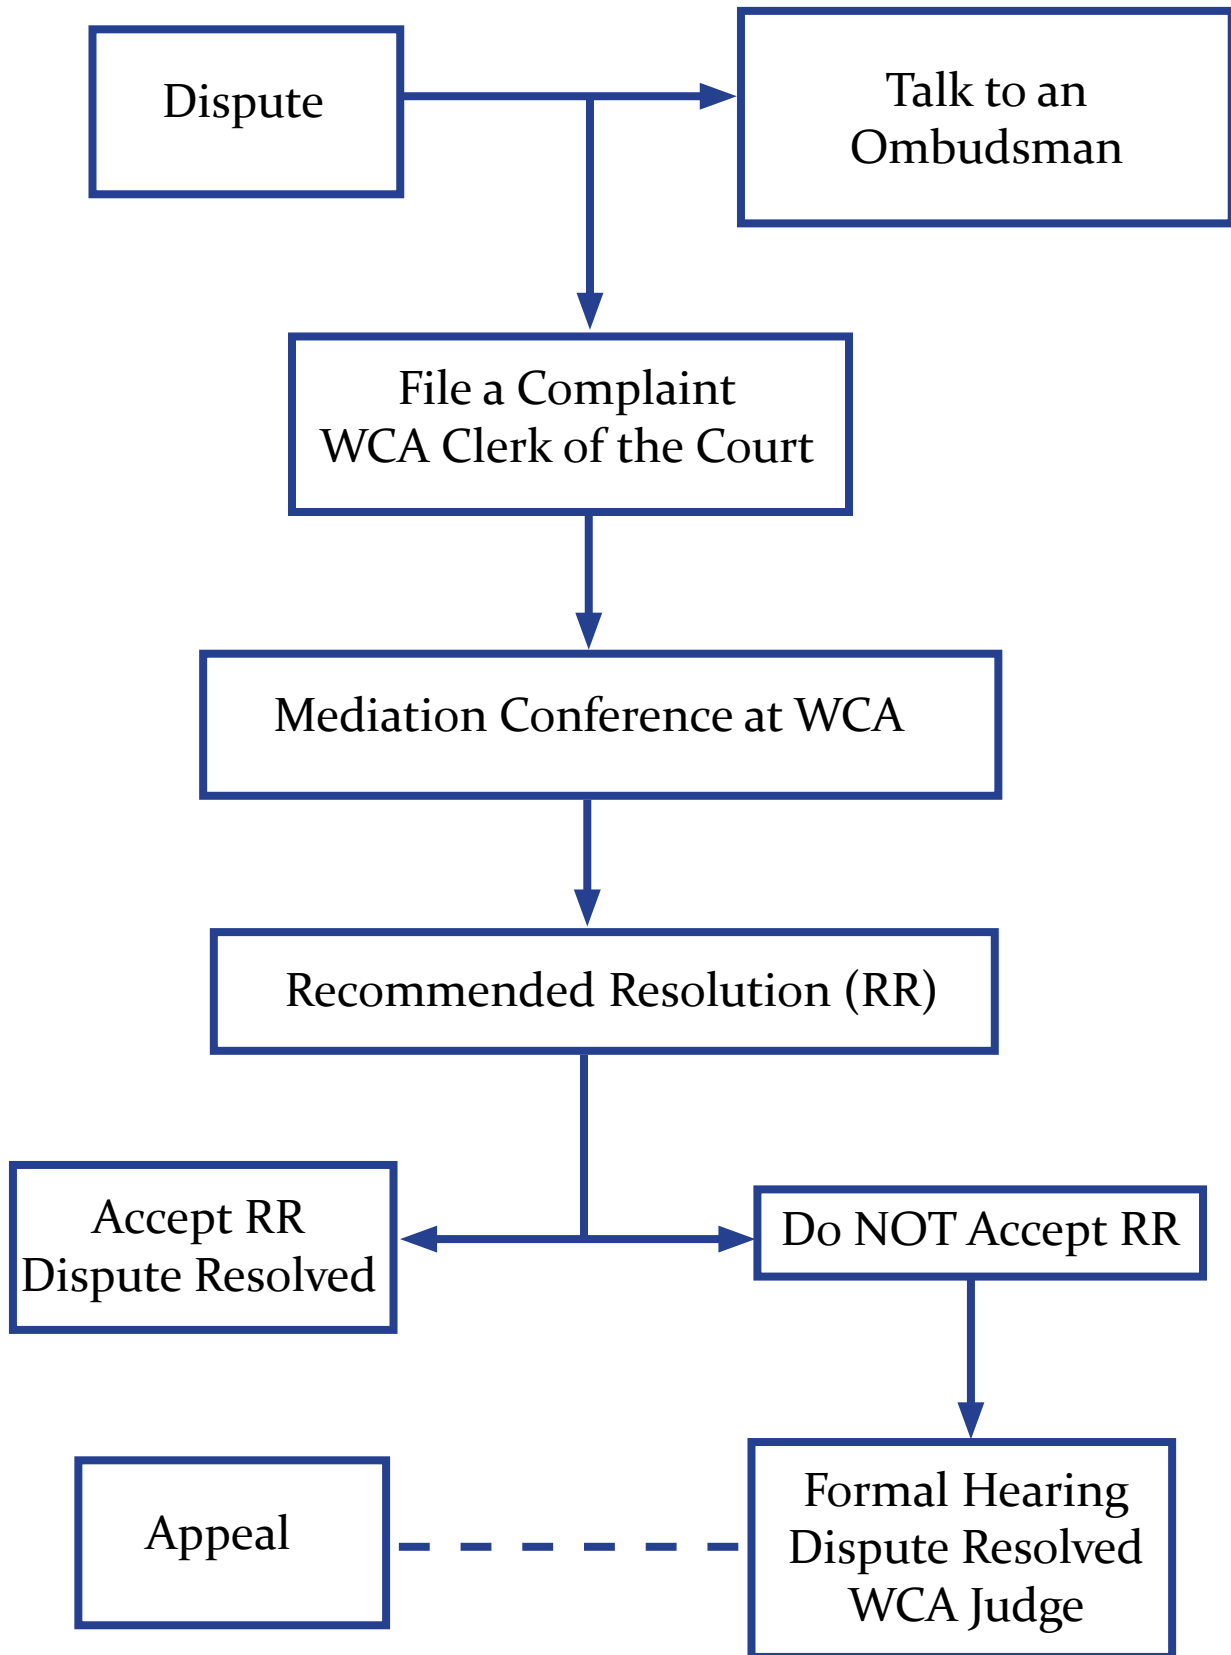 Dispute
Talk to an
Ombudsman
File a Complaint
WCA Clerk of the Court
Mediation Conference at WCA
Recommended Resolution (RR)
Accept RR
Dispute Resolved
Do NOT Accept RR
Appeal
Formal Hearing
Dispute Resolved
WCA Judge